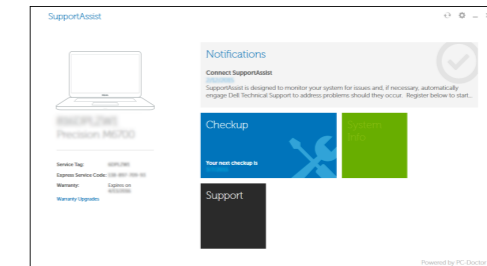 SupportAssist
Precision M6700
Service Tag:
Express Service Code:
Warranty: Expires on
Warranty Upgrades
Notifications
Connect SupportAssist
SupportAssist is designed to monitor your system for issues and, if necessary, automatically
engage Dell Technical Support to address problems should they occur. Register below to start...
Checkup
Your next checkup is
System
Info
Support
Powered by PC-Doctor